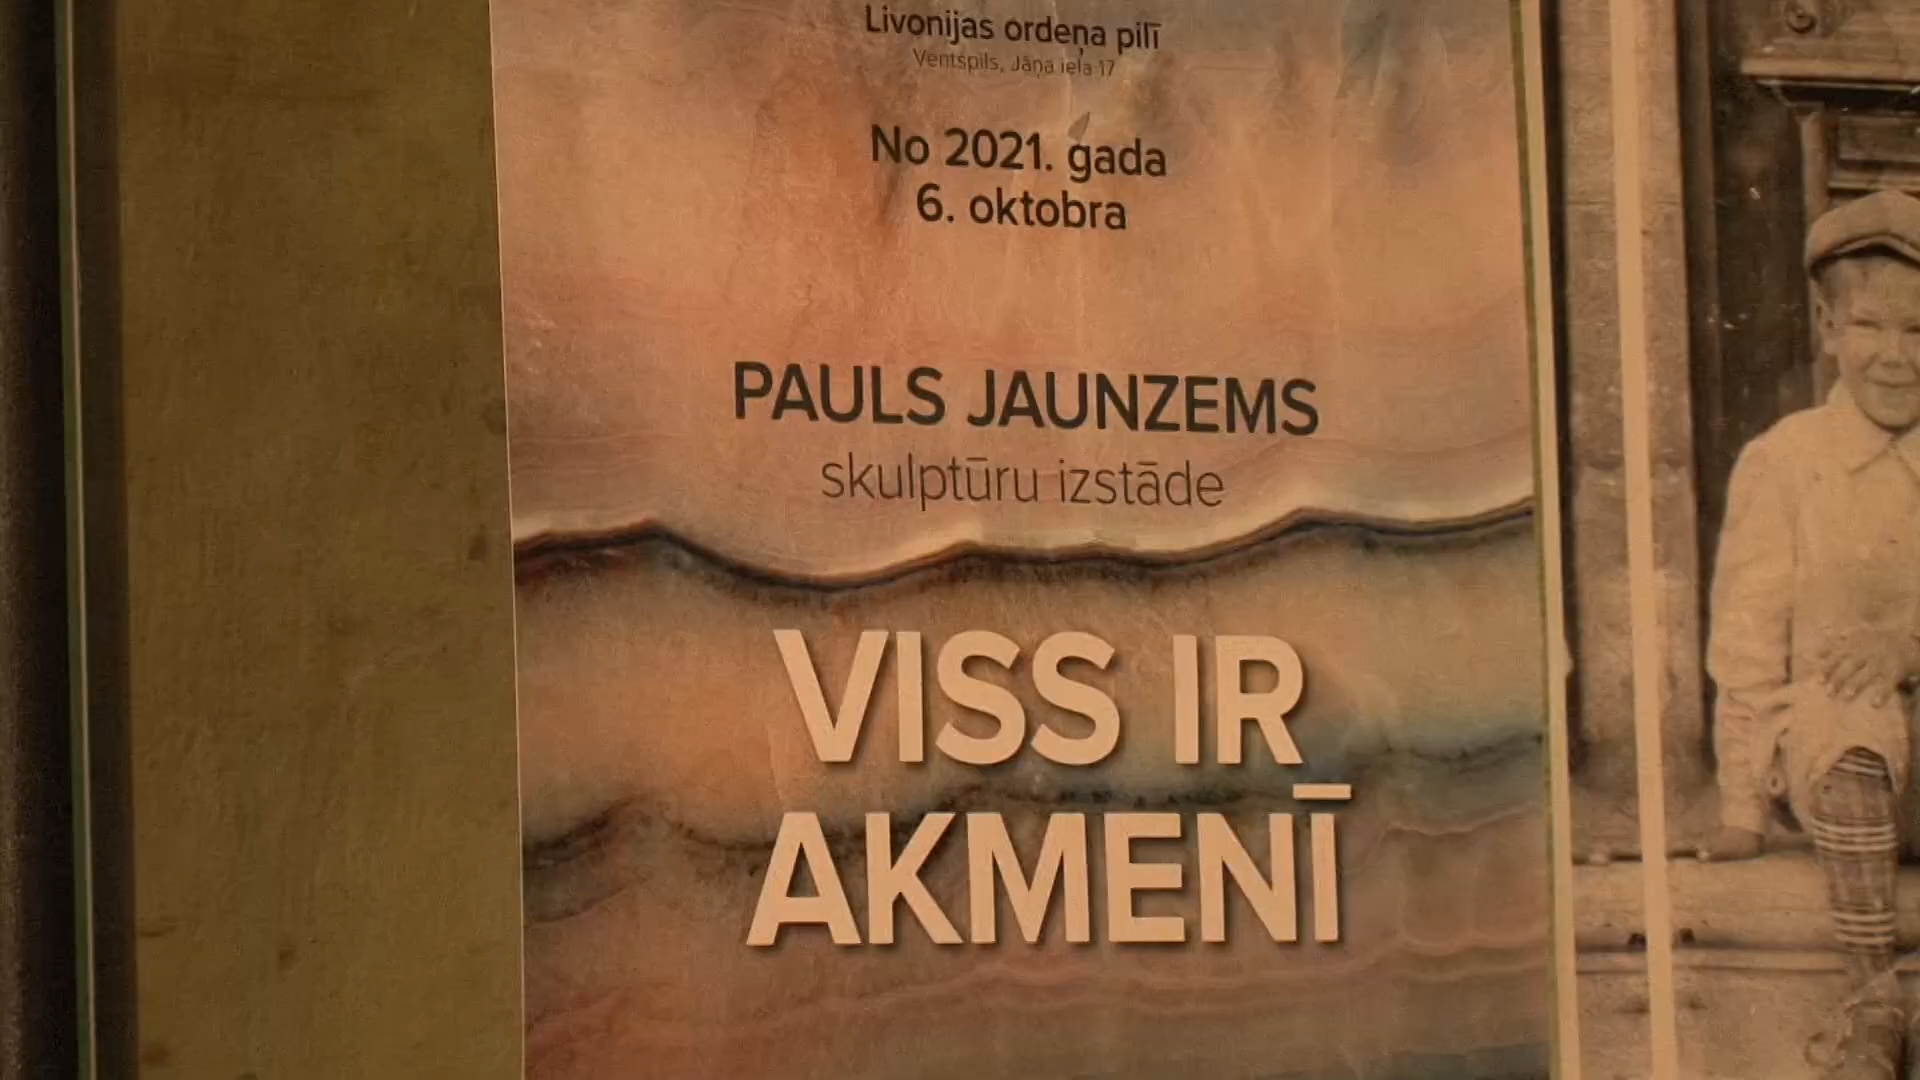 Livonijas ordeņa pilī
Ventspils, Jāņa iela 17
No 2021. gada
6. oktobra
PAULS JAUNZEMS
skulptūru izstāde
VISS IR
AKMENĪ